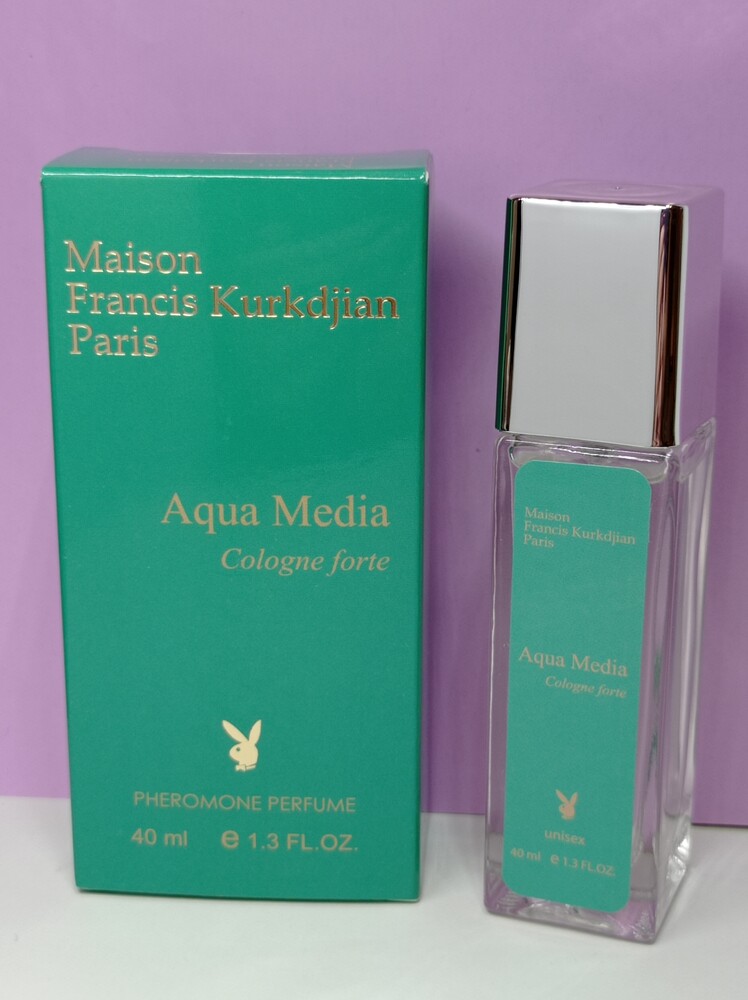 Maison
Francis Kurkdjian
Paris
Aqua Media
Cologne forte
PHEROMONE PERFUME
40 ml e 1.3 FL.OZ.
Maison
Francis Kurkdjian
Paris
Aqua Media
Cologne forte
unisex
40 ml e 1.3 FL.OZ.